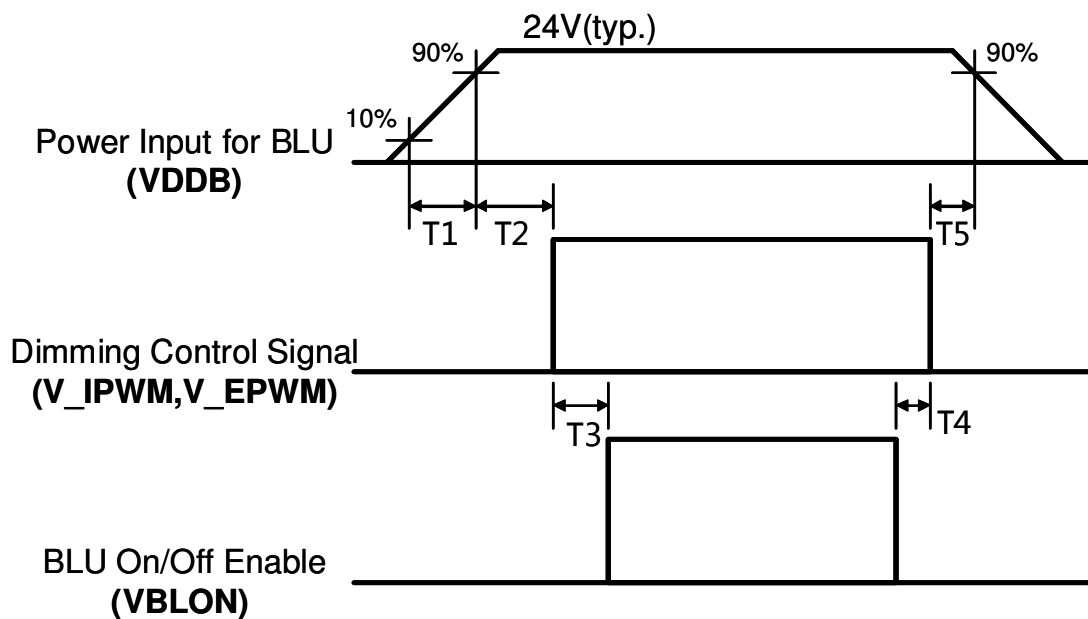 24V(typ.)
90%
90%
10%
Power Input for BLU
(VDDB)
T1
T2
T5
Dimming Control Signal
(V_IPWM,V_EPWM)
T3
T4
BLU On/Off Enable
(VBLON)